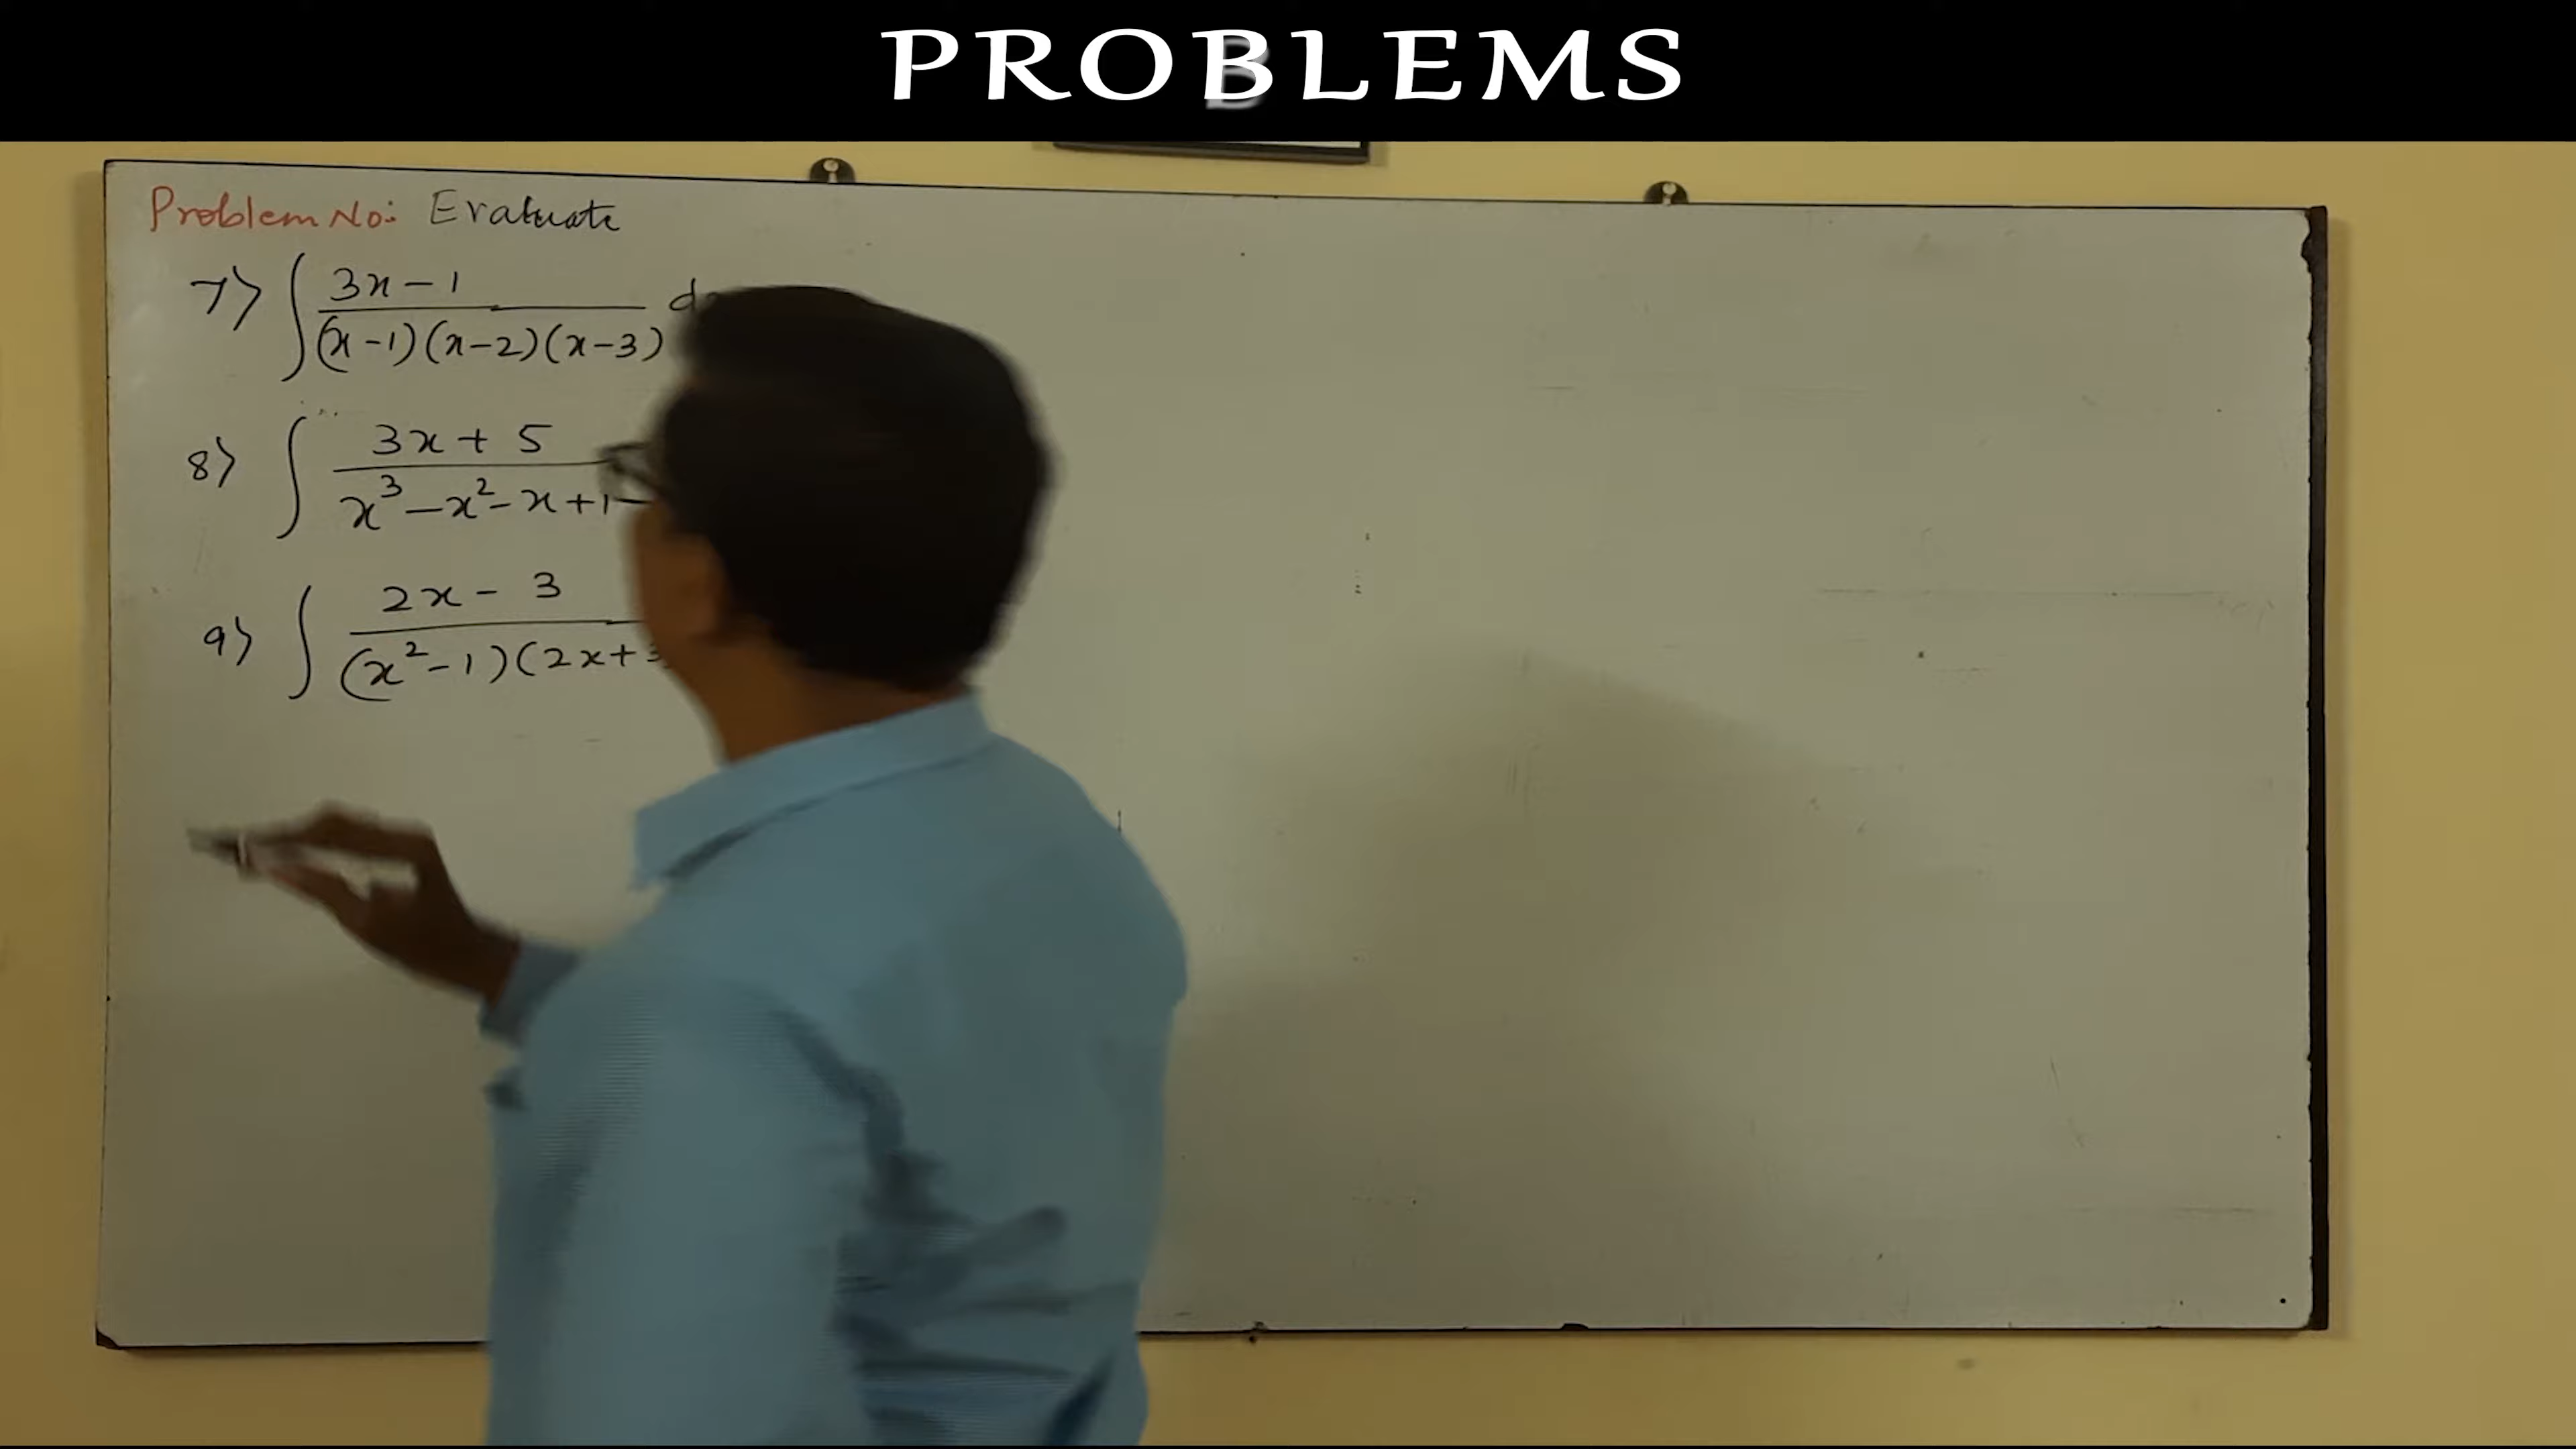 PROBLEMS
Problem No: Evaluate
7) ∫ 3x - 1
(x-1)(x-2)(x-3)
8) ∫ 3x + 5
x³ - x² - x + 1
9) ∫ 2x - 3
(x² - 1)(2x + 3